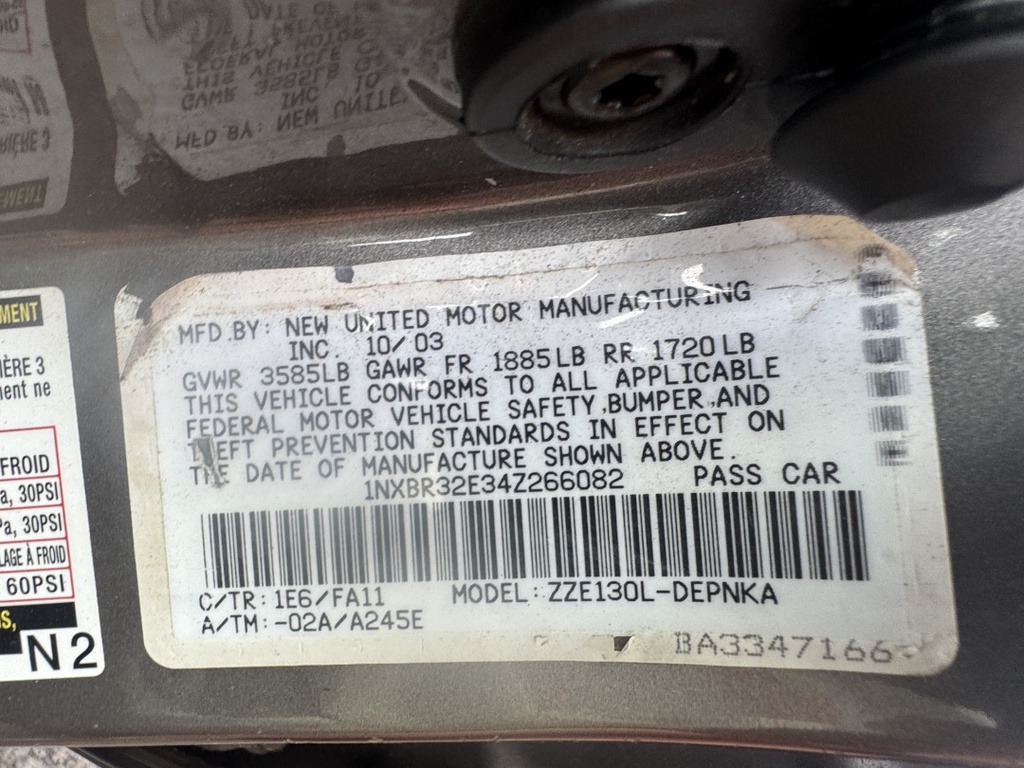 MFD.BY: NEW UNITED MOTOR MANUFACTURING
INC. 10/03
GVWR 3585LB GAWR FR 1885LB RR 1720LB
THIS VEHICLE CONFORMS TO ALL APPLICABLE
FEDERAL MOTOR VEHICLE SAFETY,BUMPER,AND
THEFT PREVENTION STANDARDS IN EFFECT ON
THE DATE OF MANUFACTURE SHOWN ABOVE.
1NXBR32E34Z266082 PASS CAR
C/TR: 1E6/FA11 MODEL: ZZE130L-DEPNKA
A/TM: -02A/A245E
BA3347166
MENT
IÈRE 3
ment ne
FROID
a, 30PSI
Pa, 30PSI
LAGE À FROID
60PSI
N2